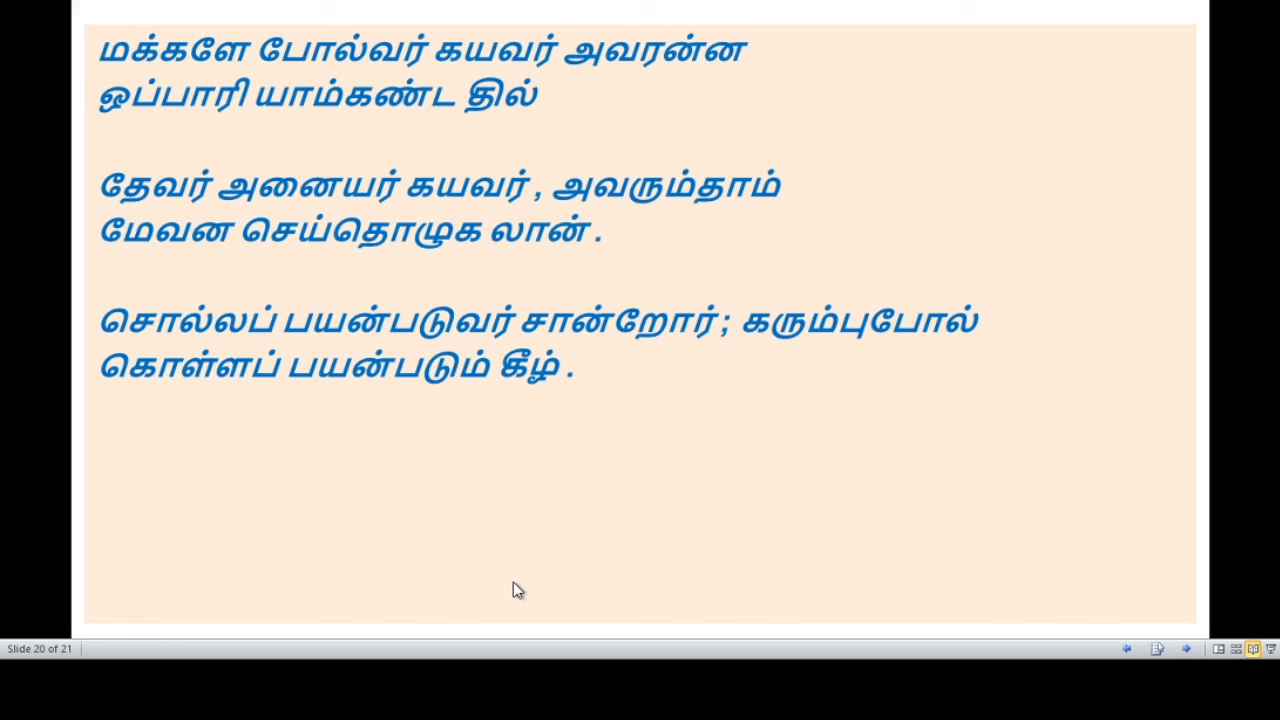 மக்களே போல்வர் கயவர் அவரன்ன
ஒப்பாரி யாம்கண்ட தில்
தேவர் அனையர் கயவர் , அவரும்தாம்
மேவன செய்தொழுக லான் .
சொல்லப் பயன்படுவர் சான்றோர் ; கரும்புபோல்
கொள்ளப் பயன்படும் கீழ் .
Slide 20 of 21